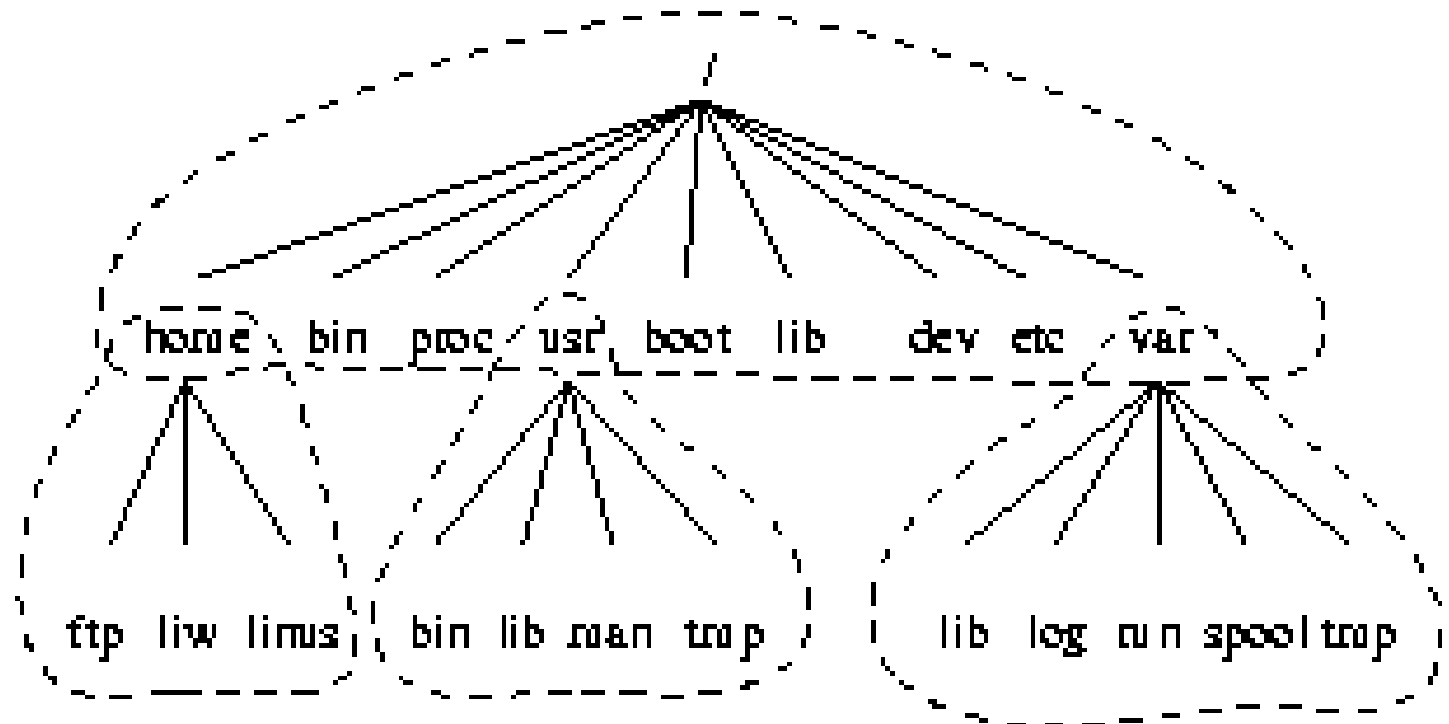 /
home bin proc usr boot lib dev etc var
ftp liw linus bin lib man tmp lib log run spool tmp